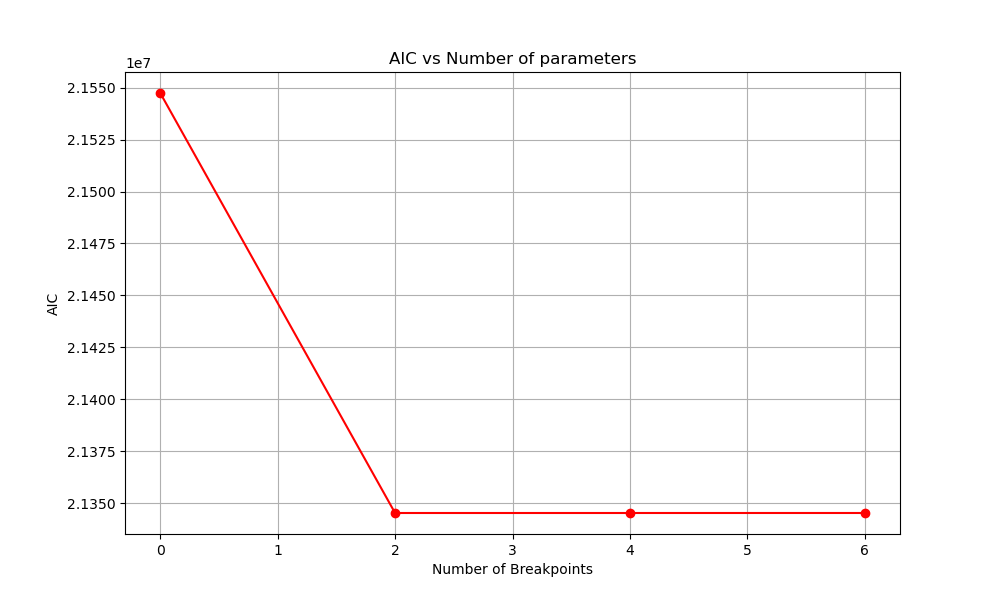 AIC vs Number of parameters
1e7
2.1550
2.1525
2.1500
2.1475
2.1450
2.1425
2.1400
2.1375
2.1350
AIC
0 1 2 3 4 5 6
Number of Breakpoints